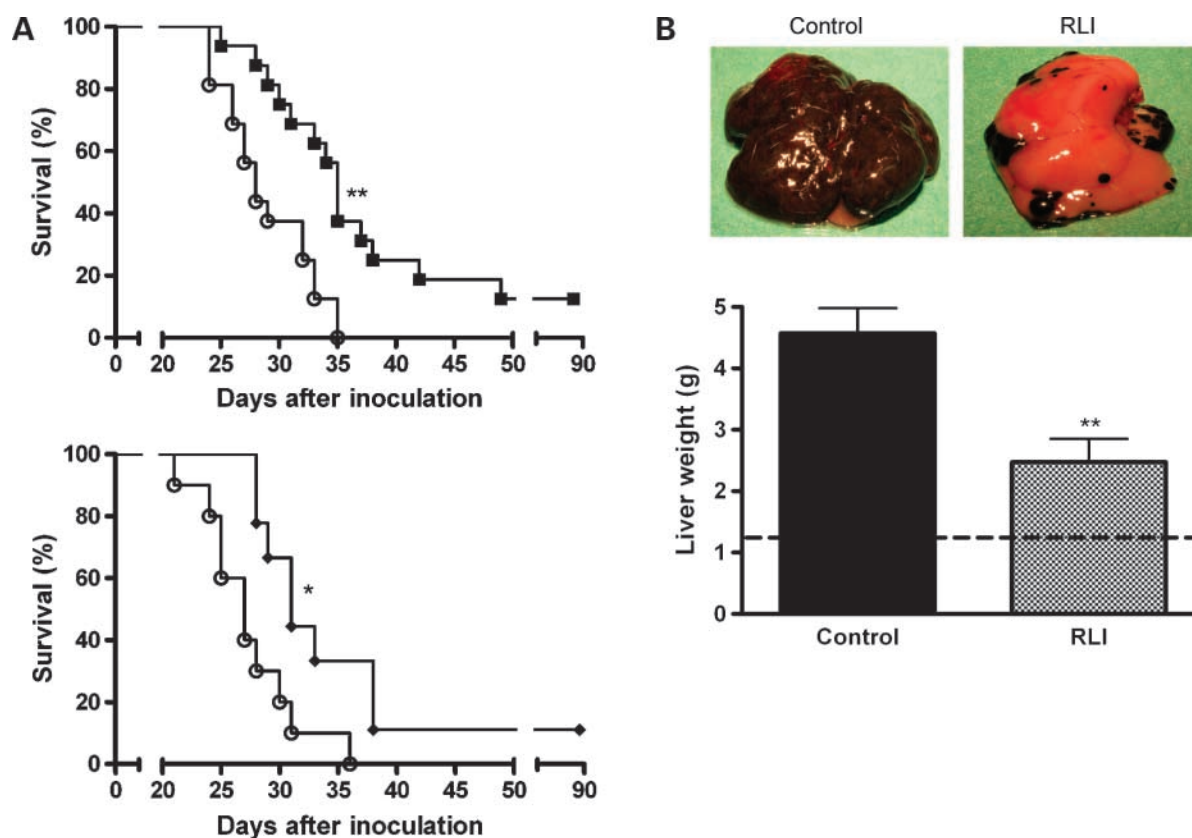 A
Survival (%)
100
80
60
40
20
0
**
0 20 25 30 35 40 45 50 90
Days after inoculation
Survival (%)
100
80
60
40
20
0
*
0 20 25 30 35 40 45 50 90
Days after inoculation
B
Control RLI
Liver weight (g)
5
4
3
2
1
0
**
Control RLI